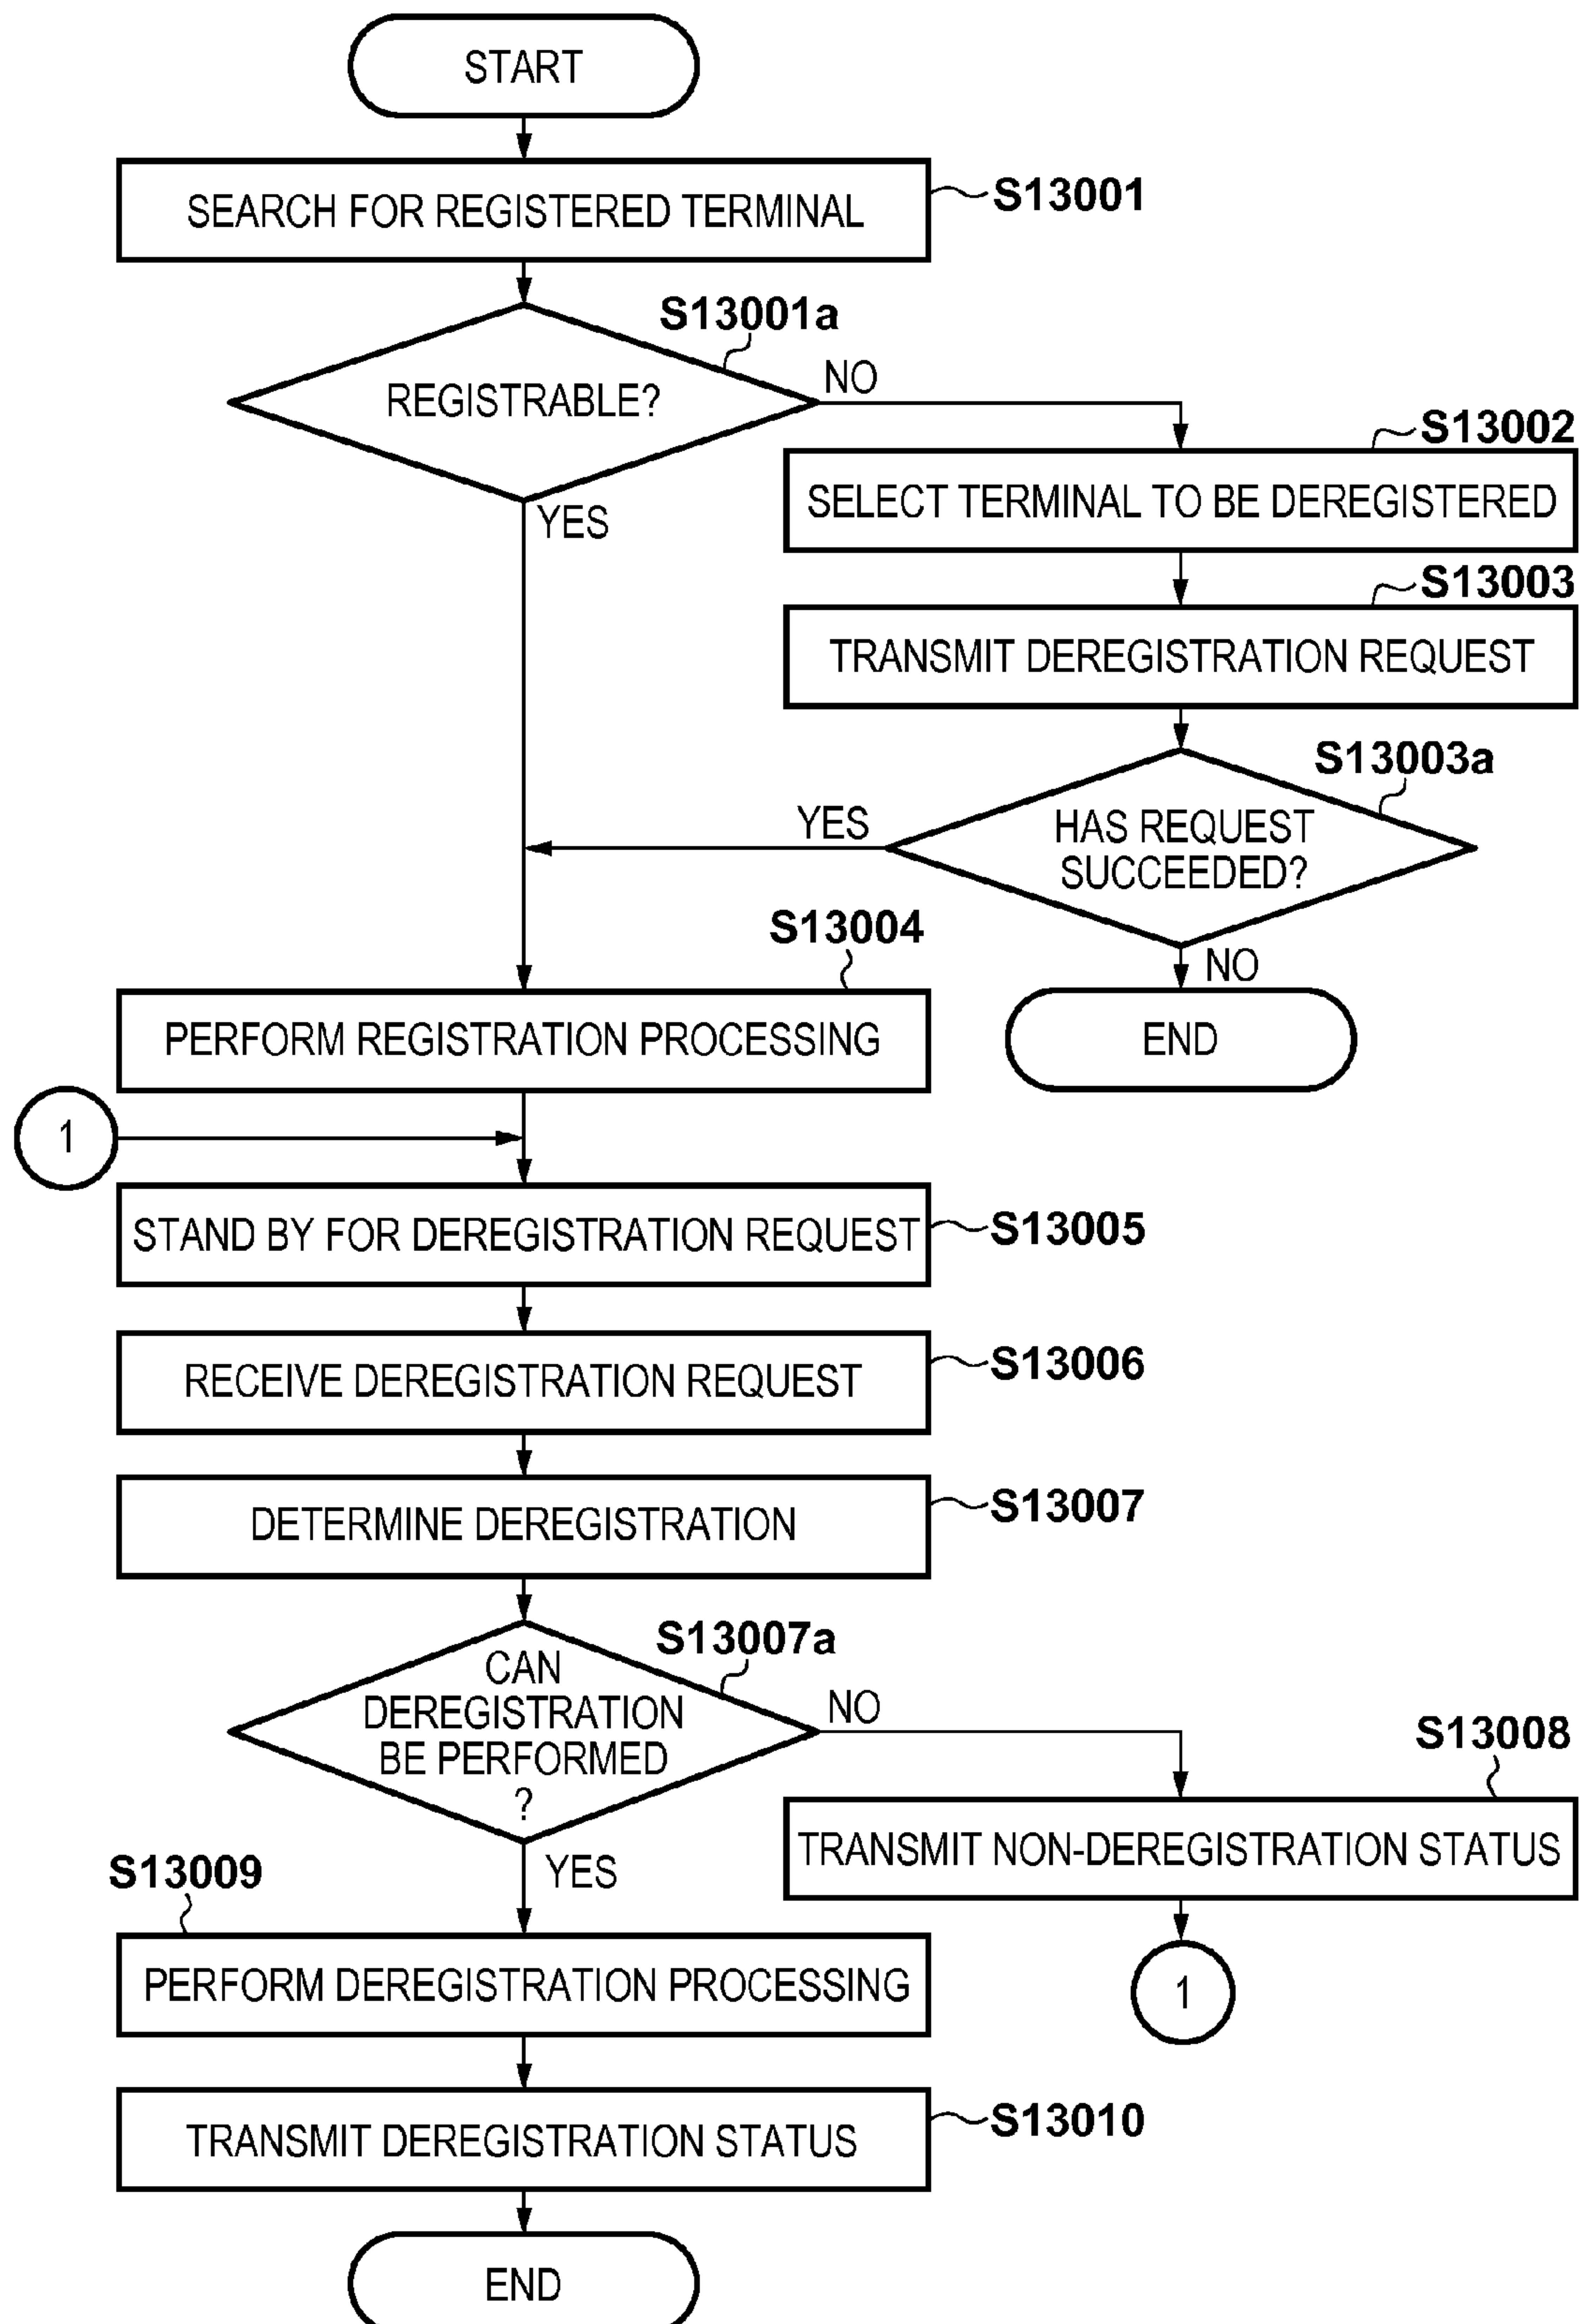 START
SEARCH FOR REGISTERED TERMINAL
S13001
S13001a
REGISTRABLE?
NO
YES
S13002
SELECT TERMINAL TO BE DEREGISTERED
S13003
TRANSMIT DEREGISTRATION REQUEST
S13003a
HAS REQUEST
SUCCEEDED?
YES
NO
END
S13004
PERFORM REGISTRATION PROCESSING
1
STAND BY FOR DEREGISTRATION REQUEST
S13005
RECEIVE DEREGISTRATION REQUEST
S13006
DETERMINE DEREGISTRATION
S13007
S13007a
CAN
DEREGISTRATION
BE PERFORMED
?
NO
YES
S13008
TRANSMIT NON-DEREGISTRATION STATUS
1
S13009
PERFORM DEREGISTRATION PROCESSING
TRANSMIT DEREGISTRATION STATUS
S13010
END